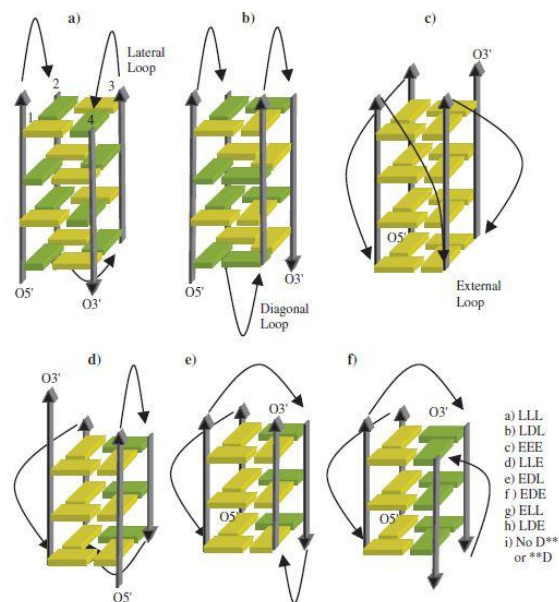 a)
b)
c)
Lateral
Loop
2
3
1
4
O3'
O5'
O5'
O3'
O5'
O3'
Diagonal
Loop
External
Loop
d)
e)
f)
O3'
O3'
O3'
O5'
O5'
O5'
a) LLL
b) LDL
c) EEE
d) LLE
e) EDL
f) EDE
g) ELL
h) LDE
i) No D**
or **D